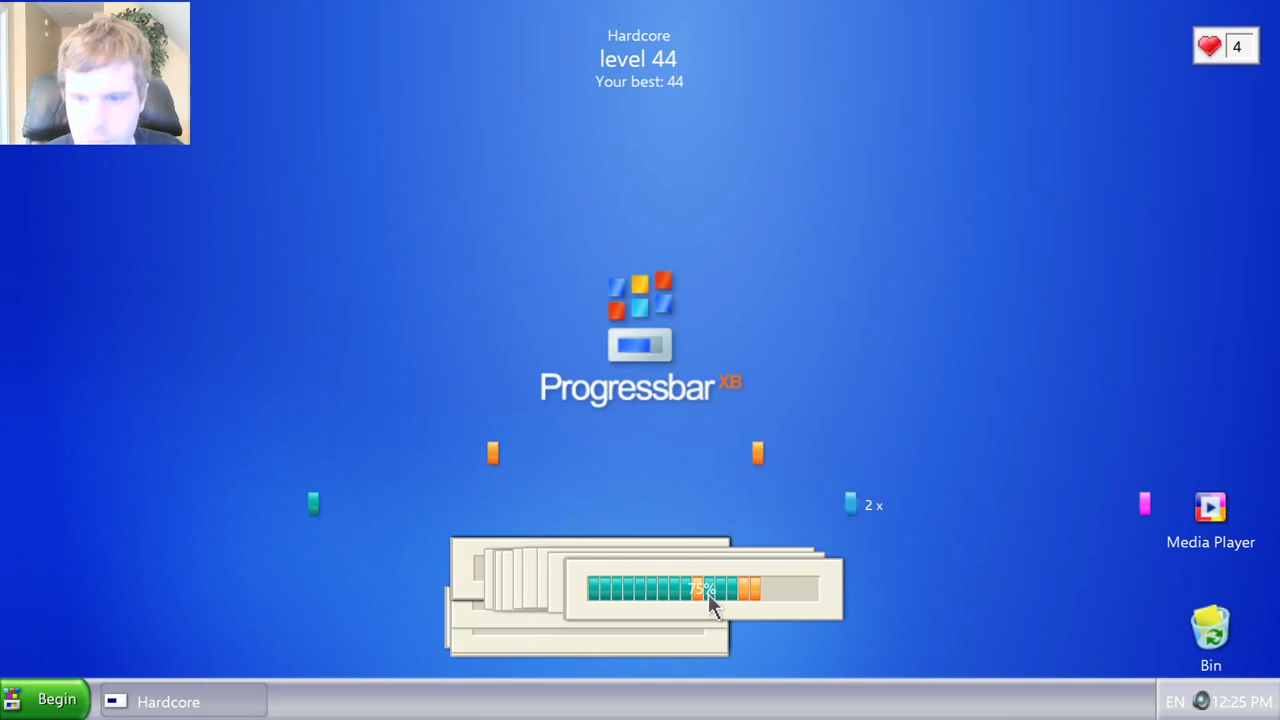 Hardcore
level 44
Your best: 44
4
Progressbar XB
2 x
Media Player
75%
Bin
Begin
Hardcore
EN
12:25 PM